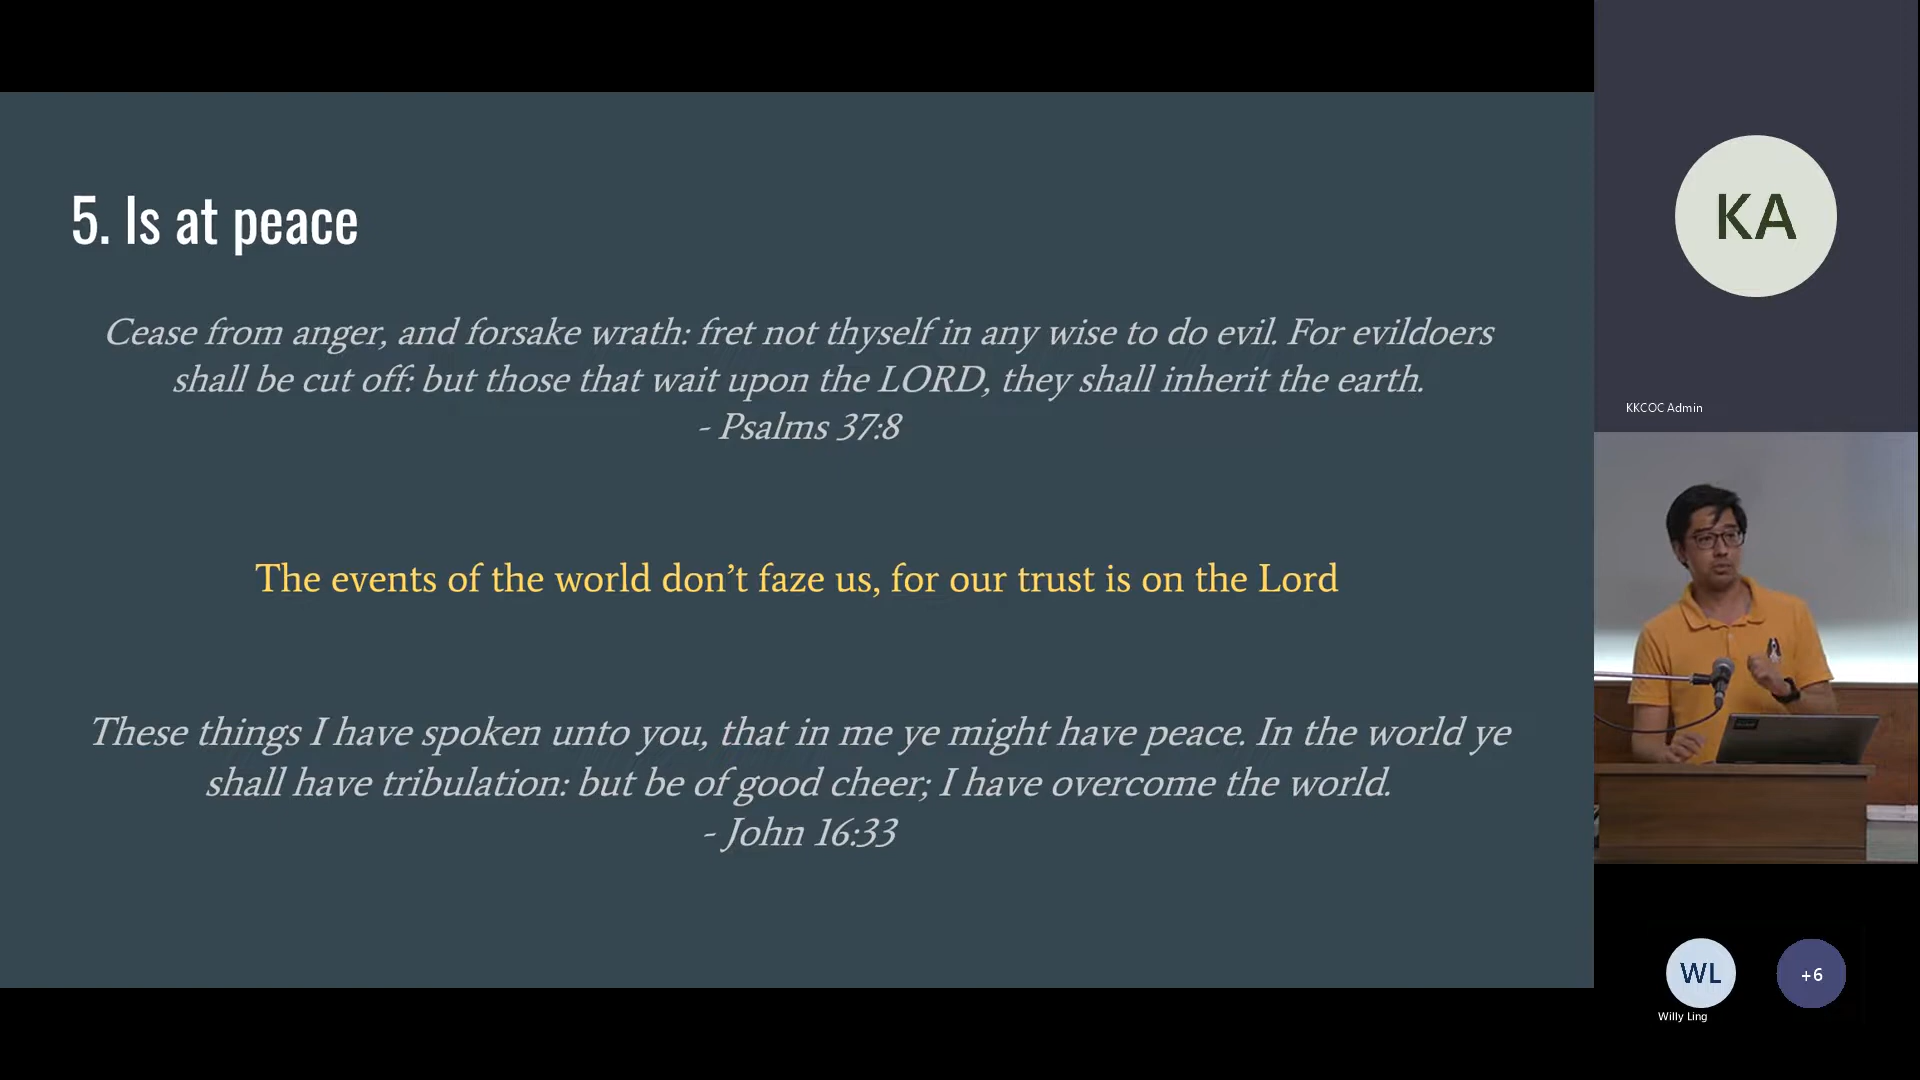 5. Is at peace
Cease from anger, and forsake wrath: fret not thyself in any wise to do evil. For evildoers
shall be cut off: but those that wait upon the LORD, they shall inherit the earth.
- Psalms 37:8
The events of the world don’t faze us, for our trust is on the Lord
These things I have spoken unto you, that in me ye might have peace. In the world ye
shall have tribulation: but be of good cheer; I have overcome the world.
- John 16:33
KA
KKCOC Admin
WL
+6
Willy Ling